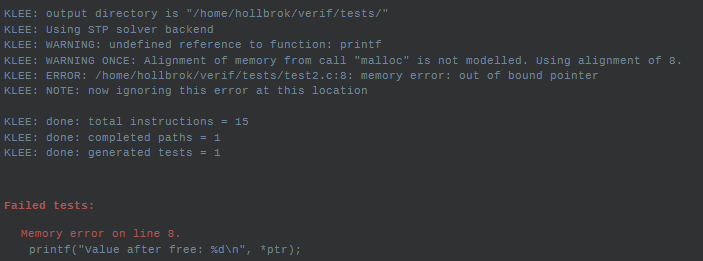 KLEE: output directory is "/home/hollbrok/verif/tests/"
KLEE: Using STP solver backend
KLEE: WARNING: undefined reference to function: printf
KLEE: WARNING ONCE: Alignment of memory from call "malloc" is not modelled. Using alignment of 8.
KLEE: ERROR: /home/hollbrok/verif/tests/test2.c:8: memory error: out of bound pointer
KLEE: NOTE: now ignoring this error at this location
KLEE: done: total instructions = 15
KLEE: done: completed paths = 1
KLEE: done: generated tests = 1
Failed tests:
Memory error on line 8.
printf("Value after free: %d\n", *ptr);